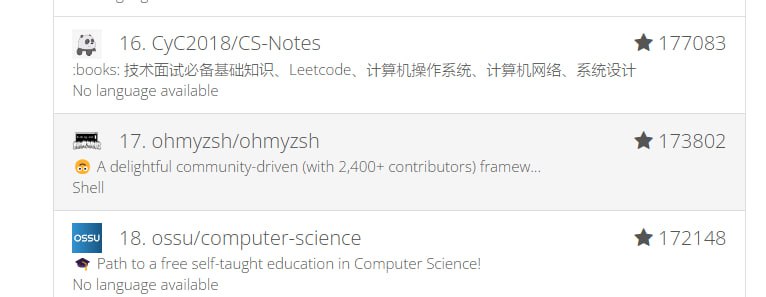 No language available
16. CyC2018/CS-Notes ★ 177083
:books: 技术面试必备基础知识、Leetcode、计算机操作系统、计算机网络、系统设计
No language available
17. ohmyzsh/ohmyzsh ★ 173802
🙃 A delightful community-driven (with 2,400+ contributors) framew...
Shell
OSSU
18. ossu/computer-science ★ 172148
🎓 Path to a free self-taught education in Computer Science!
No language available